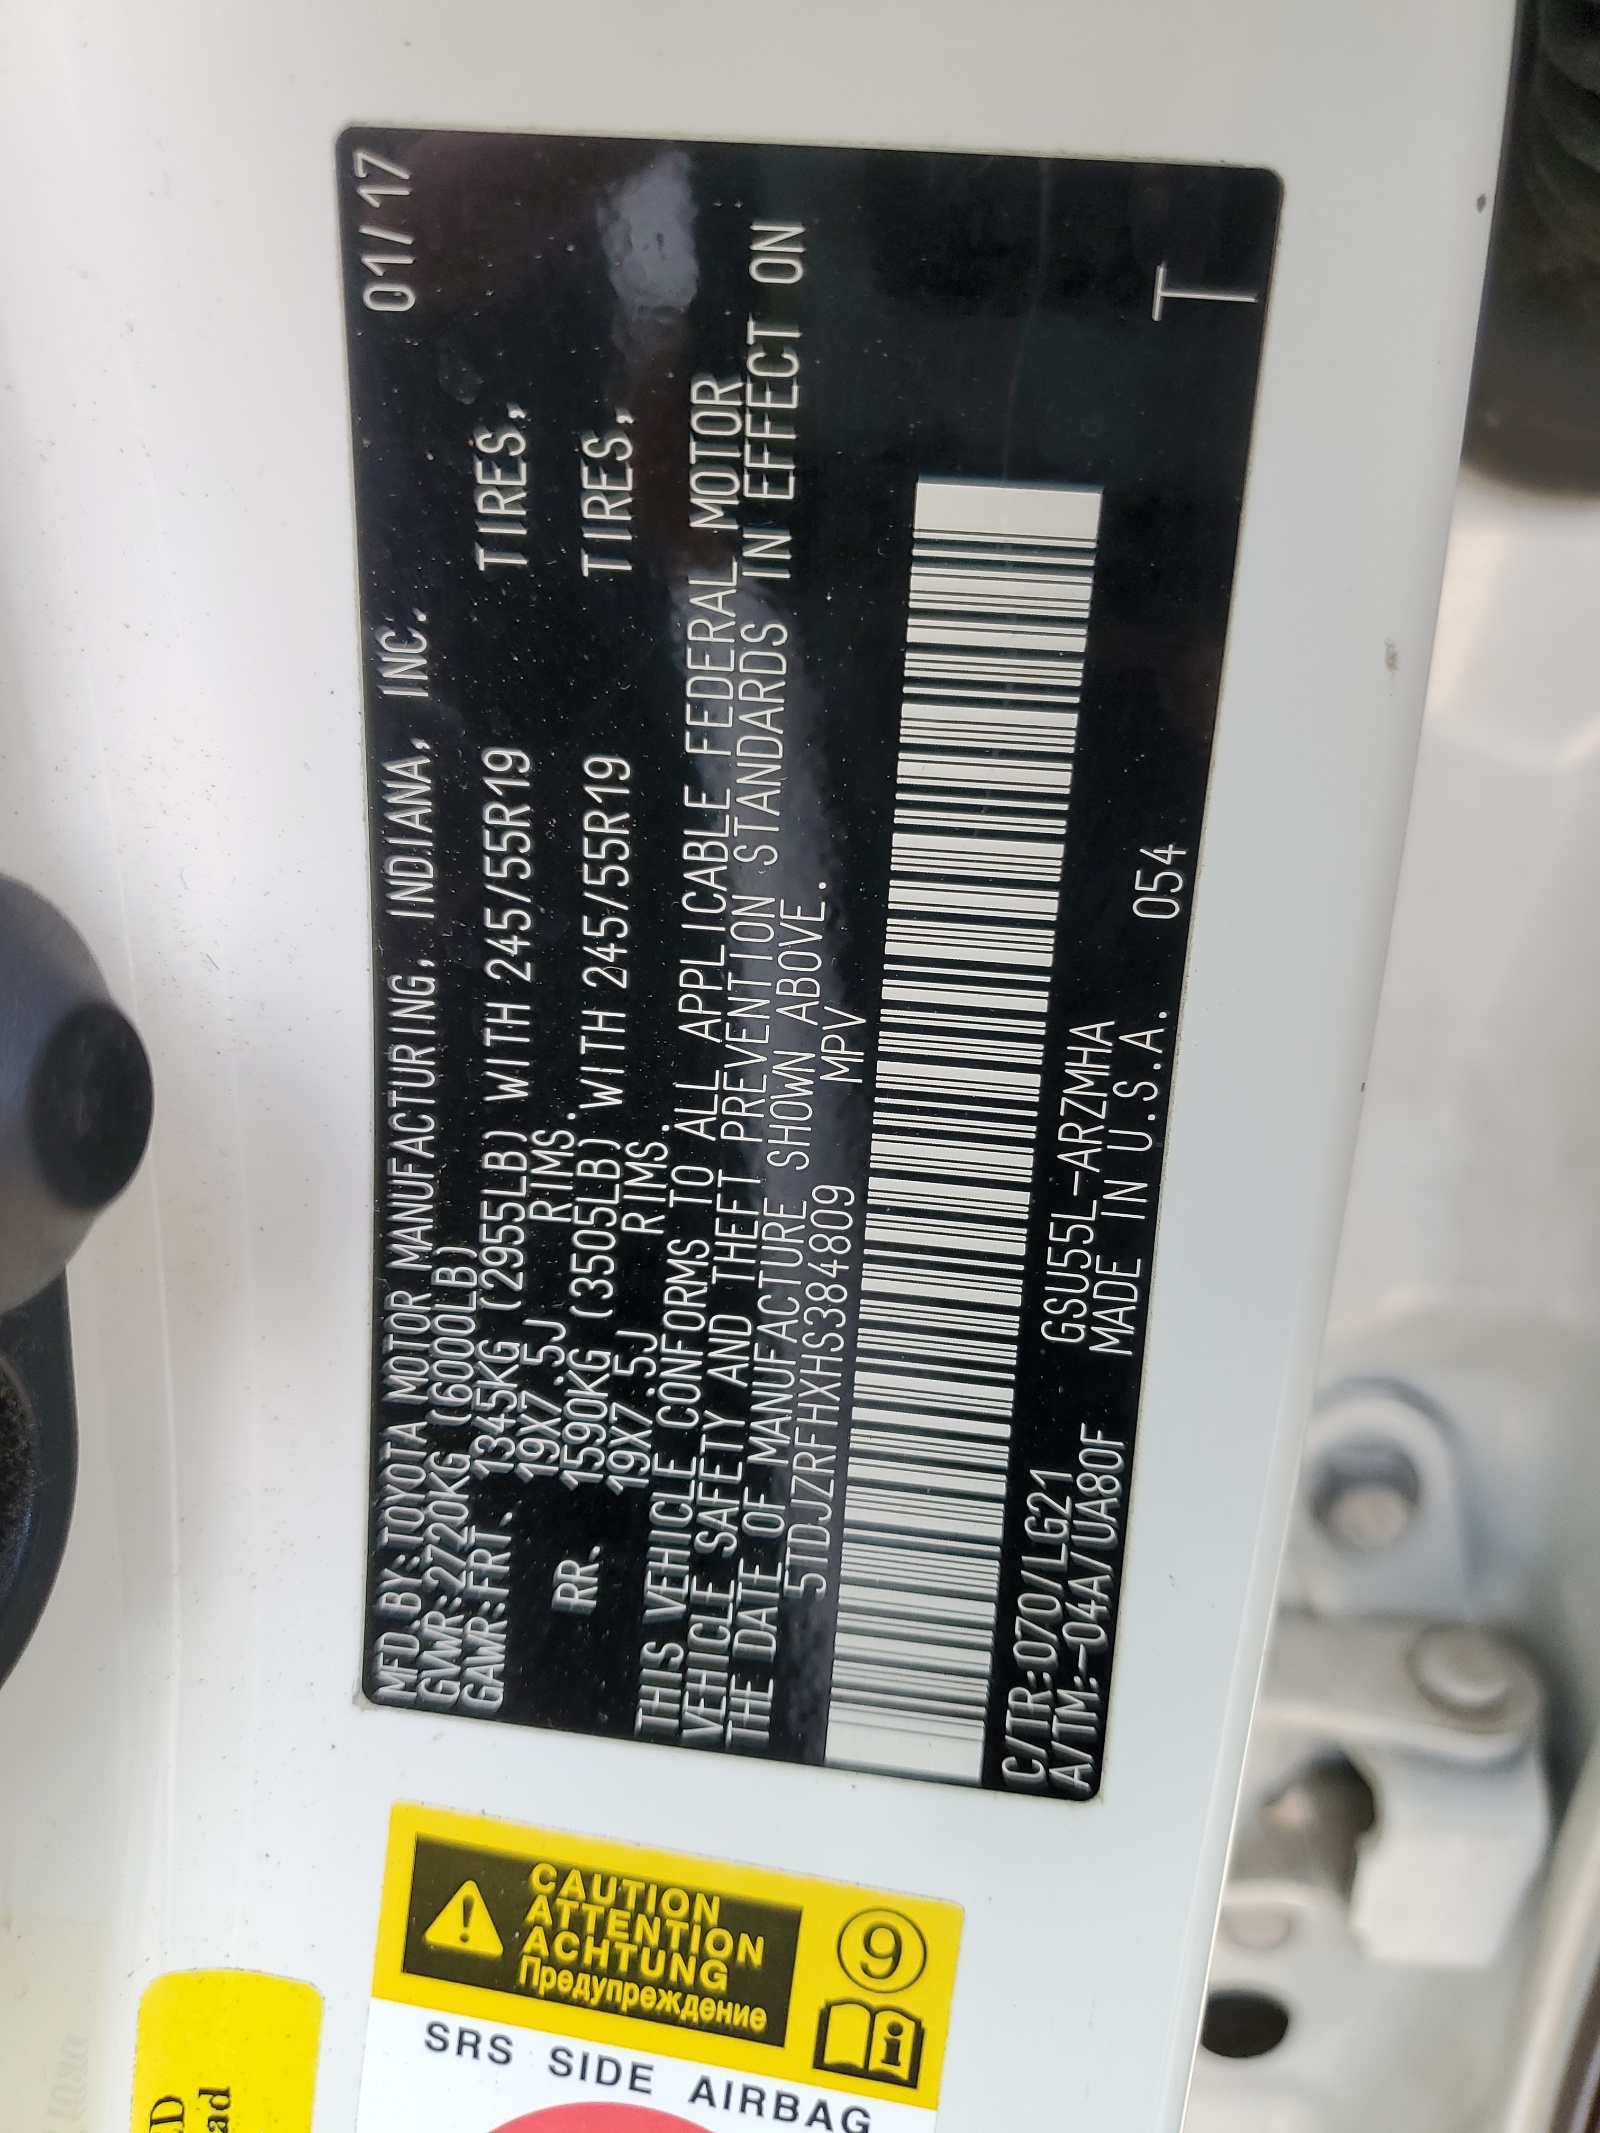 MFD.BY:TOYOTA MOTOR MANUFACTURING, INDIANA, INC. 01/17
GVWR:2720KG (6000LB)
GAWR:FRT. 1345KG (2955LB) WITH 245/55R19 TIRES,
19X7.5J RIMS.
RR. 1590KG (3505LB) WITH 245/55R19 TIRES,
19X7.5J RIMS.
THIS VEHICLE CONFORMS TO ALL APPLICABLE FEDERAL MOTOR
VEHICLE SAFETY AND THEFT PREVENTION STANDARDS IN EFFECT ON
THE DATE OF MANUFACTURE SHOWN ABOVE.
5TDJZRFHXHS384809 MPV
C/TR:070/LG21 GSU55L-ARZMHA
A/TM:-04A/UA80F MADE IN U.S.A. 054 T
CAUTION
ATTENTION
ACHTUNG
Предупреждение
9
i
SRS SIDE AIRBAG
ad